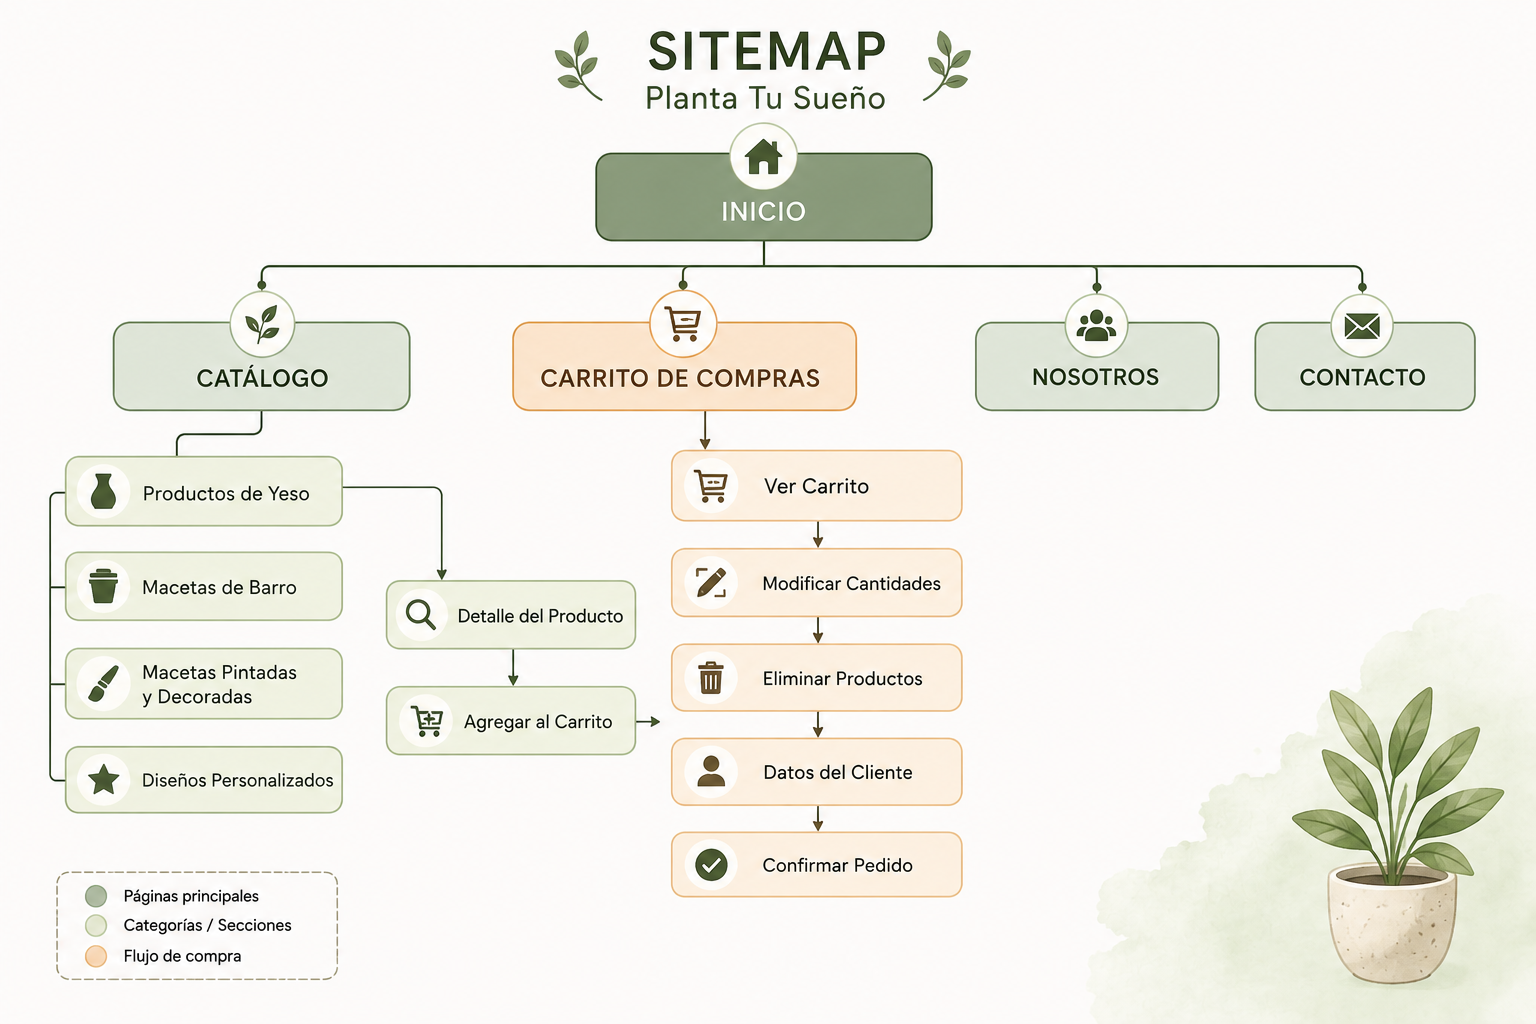 SITEMAP
Planta Tu Sueño
INICIO
CATÁLOGO
CARRITO DE COMPRAS
NOSOTROS
CONTACTO
Productos de Yeso
Macetas de Barro
Macetas Pintadas
y Decoradas
Diseños Personalizados
Detalle del Producto
Agregar al Carrito
Ver Carrito
Modificar Cantidades
Eliminar Productos
Datos del Cliente
Confirmar Pedido
Páginas principales
Categorías / Secciones
Flujo de compra